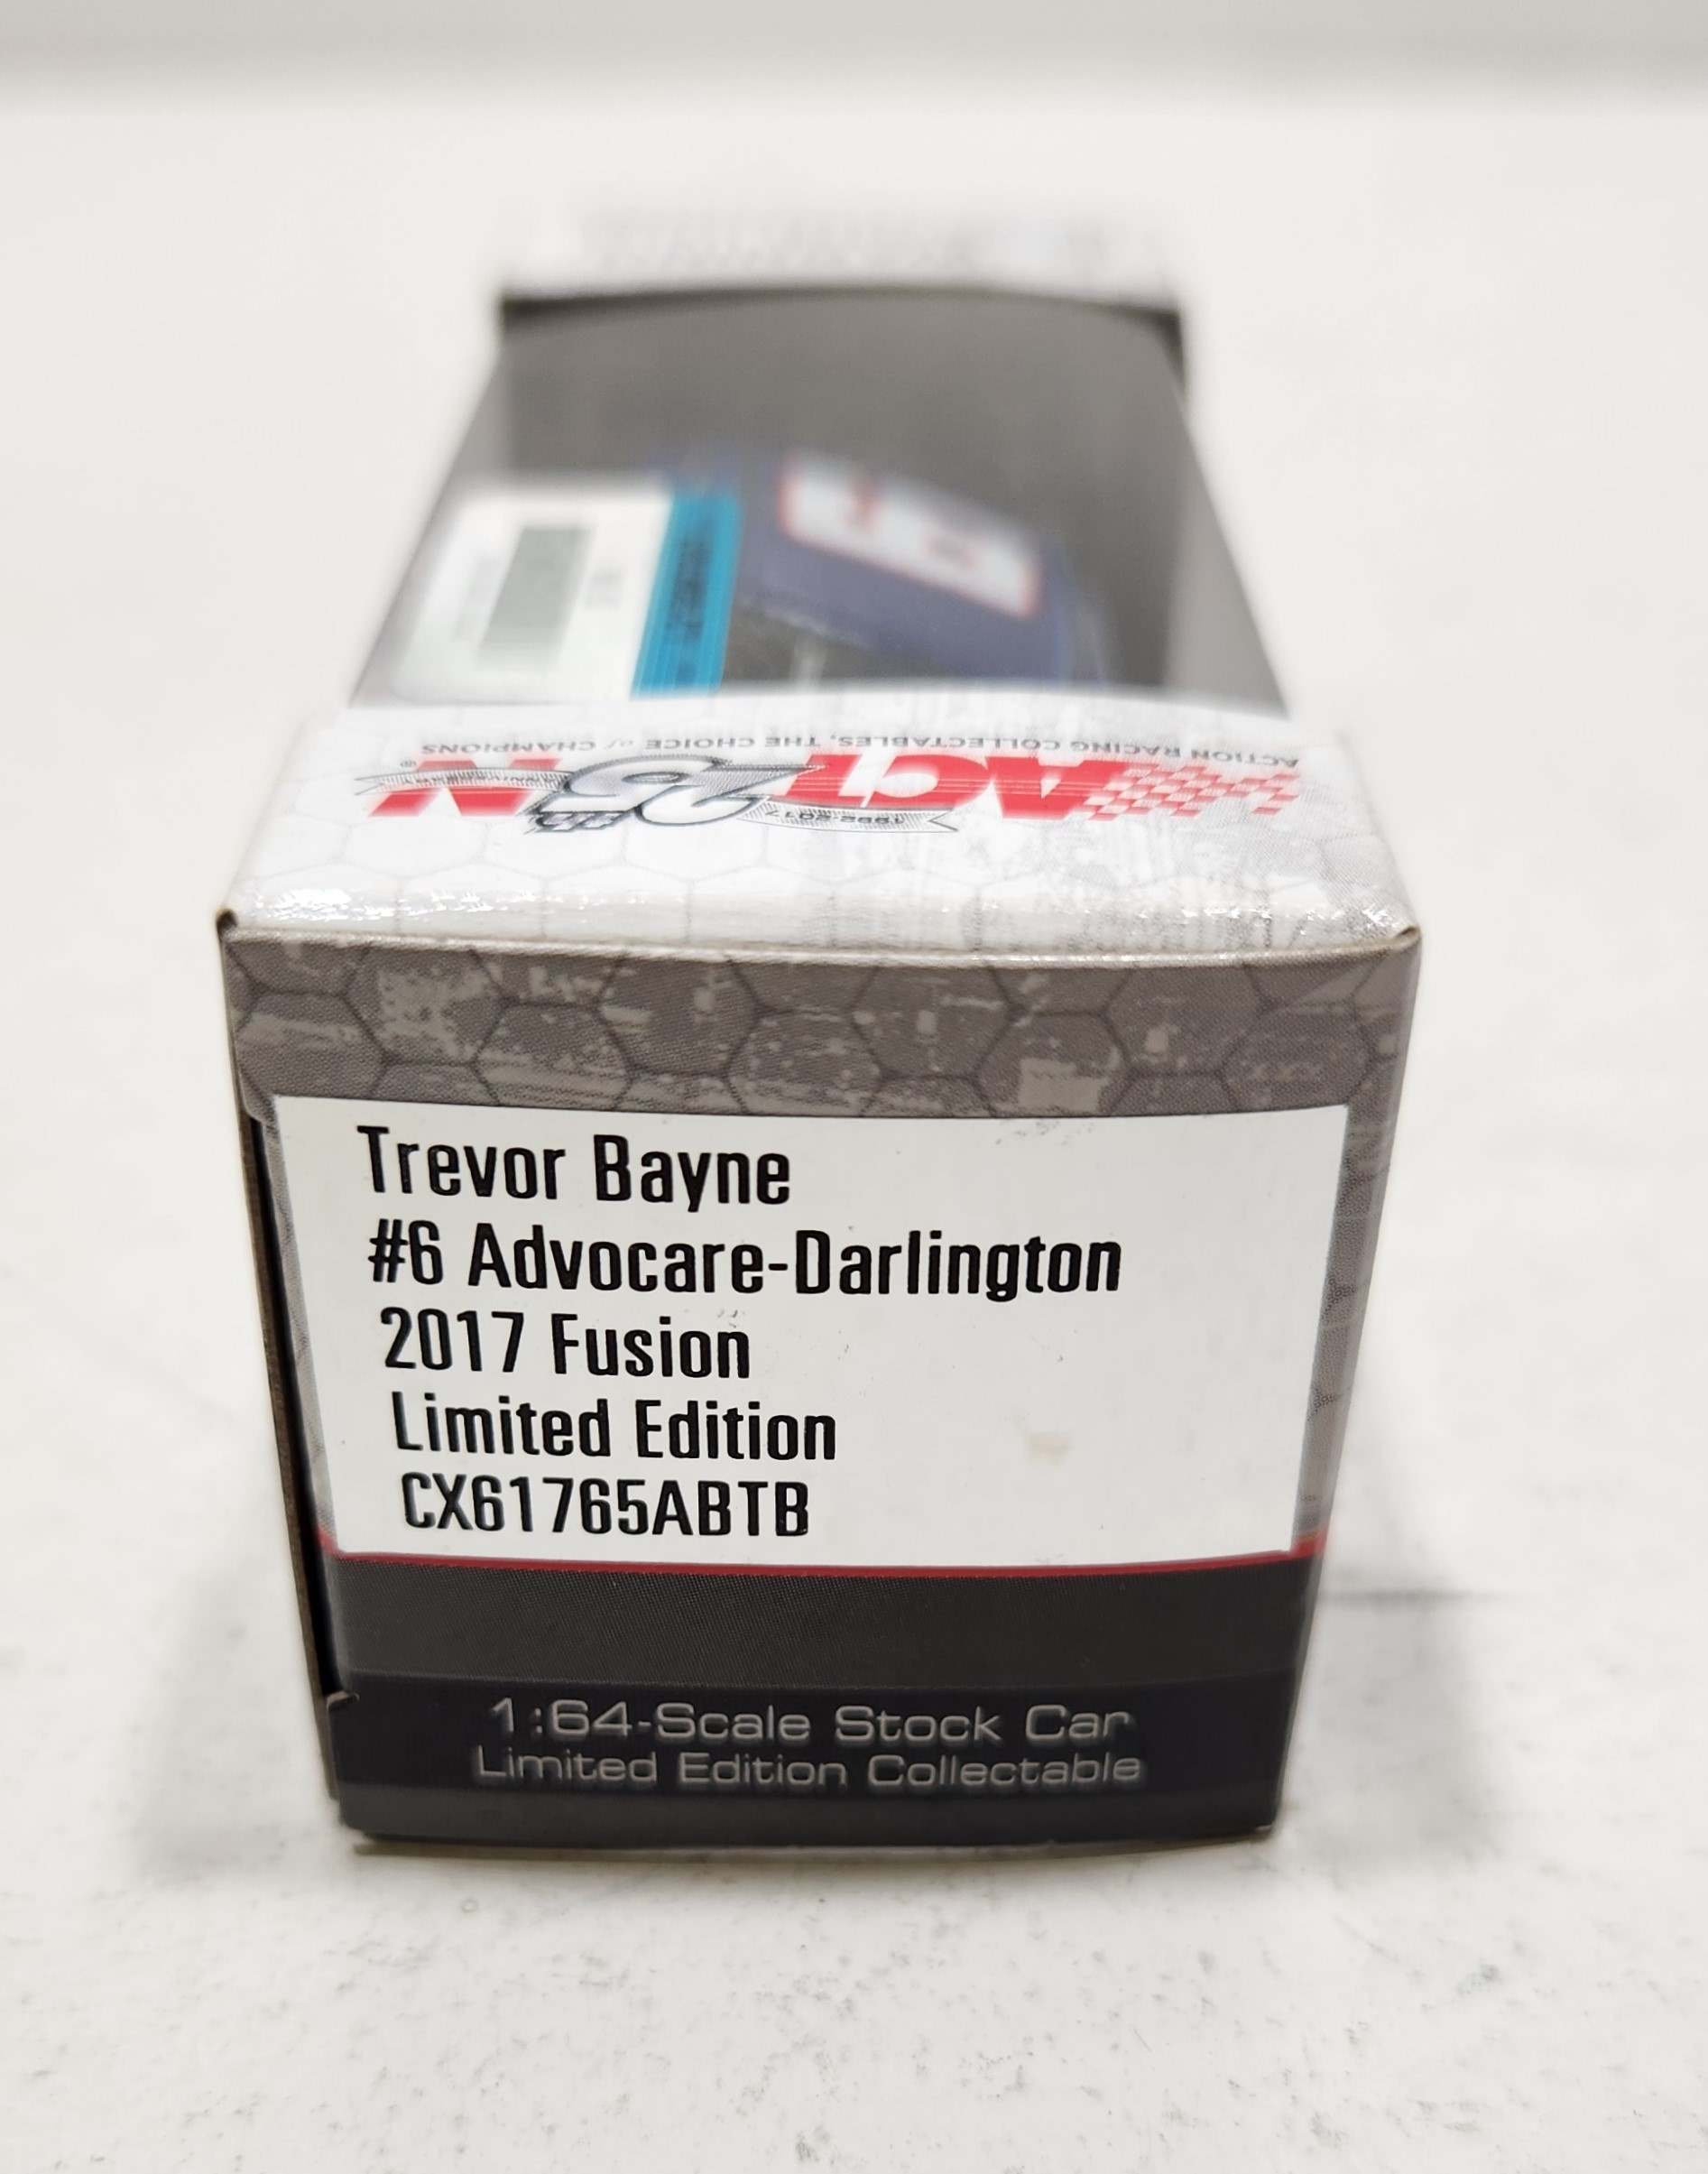 ACTION RACING COLLECTABLES, THE CHOICE of CHAMPIONS
ACTI25THN®
1992-2017
Trevor Bayne
#6 Advocare-Darlington
2017 Fusion
Limited Edition
CX61765ABTB
1:64-Scale Stock Car
Limited Edition Collectable